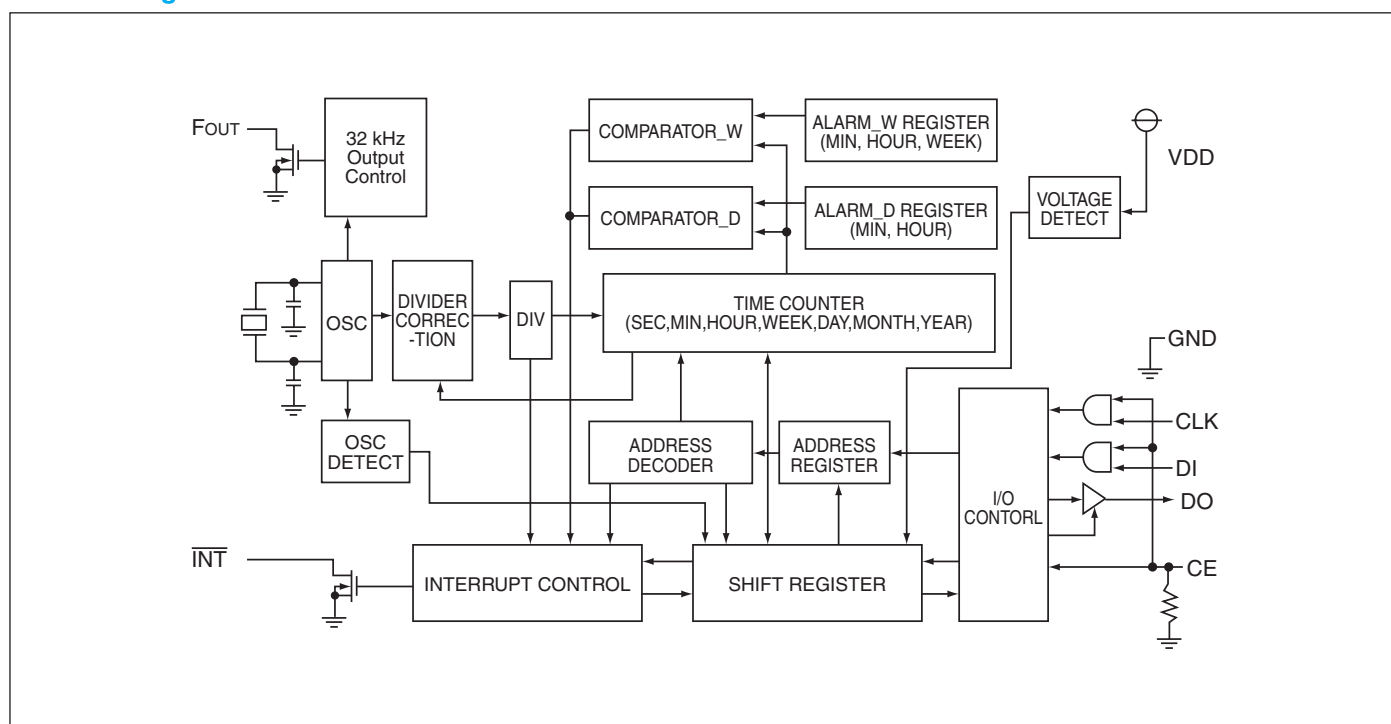 FOUT
32 kHz
Output
Control
COMPARATOR_W
ALARM_W REGISTER
(MIN, HOUR, WEEK)
VDD
COMPARATOR_D
ALARM_D REGISTER
(MIN, HOUR)
VOLTAGE
DETECT
OSC
DIVIDER
CORREC
-TION
DIV
TIME COUNTER
(SEC,MIN,HOUR,WEEK,DAY,MONTH,YEAR)
GND
OSC
DETECT
ADDRESS
DECODER
ADDRESS
REGISTER
I/O
CONTORL
CLK
DI
DO
INT
INTERRUPT CONTROL
SHIFT REGISTER
CE